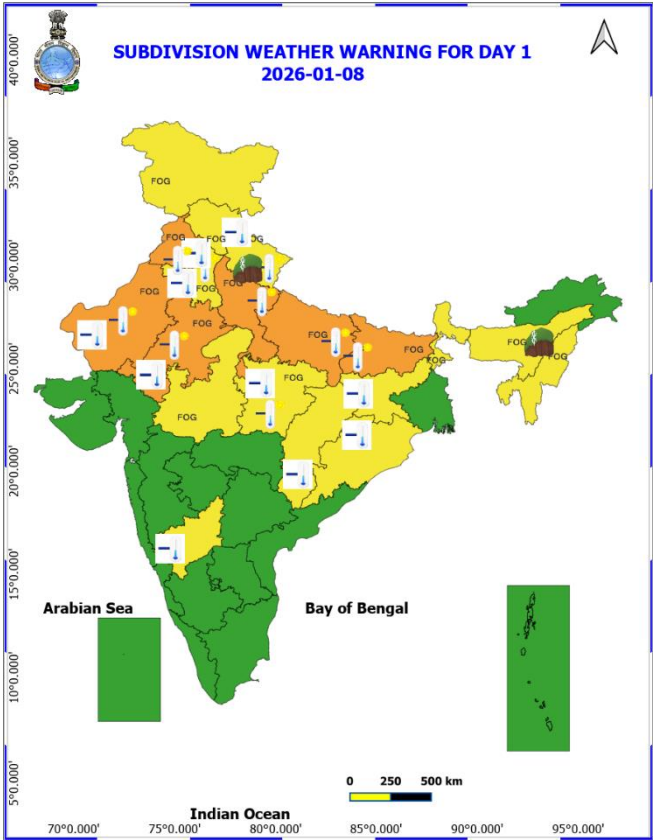 SUBDIVISION WEATHER WARNING FOR DAY 1
2026-01-08
40°0.000'
35°0.000'
30°0.000'
25°0.000'
20°0.000'
15°0.000'
10°0.000'
5°0.000'
FOG
FOG
FOG
FOG
FOG
FOG
FOG
FOG
FOG
FOG
FOG
FOG
FOG
FOG
Arabian Sea
Bay of Bengal
0 250 500 km
Indian Ocean
70°0.000' 75°0.000' 80°0.000' 85°0.000' 90°0.000' 95°0.000'